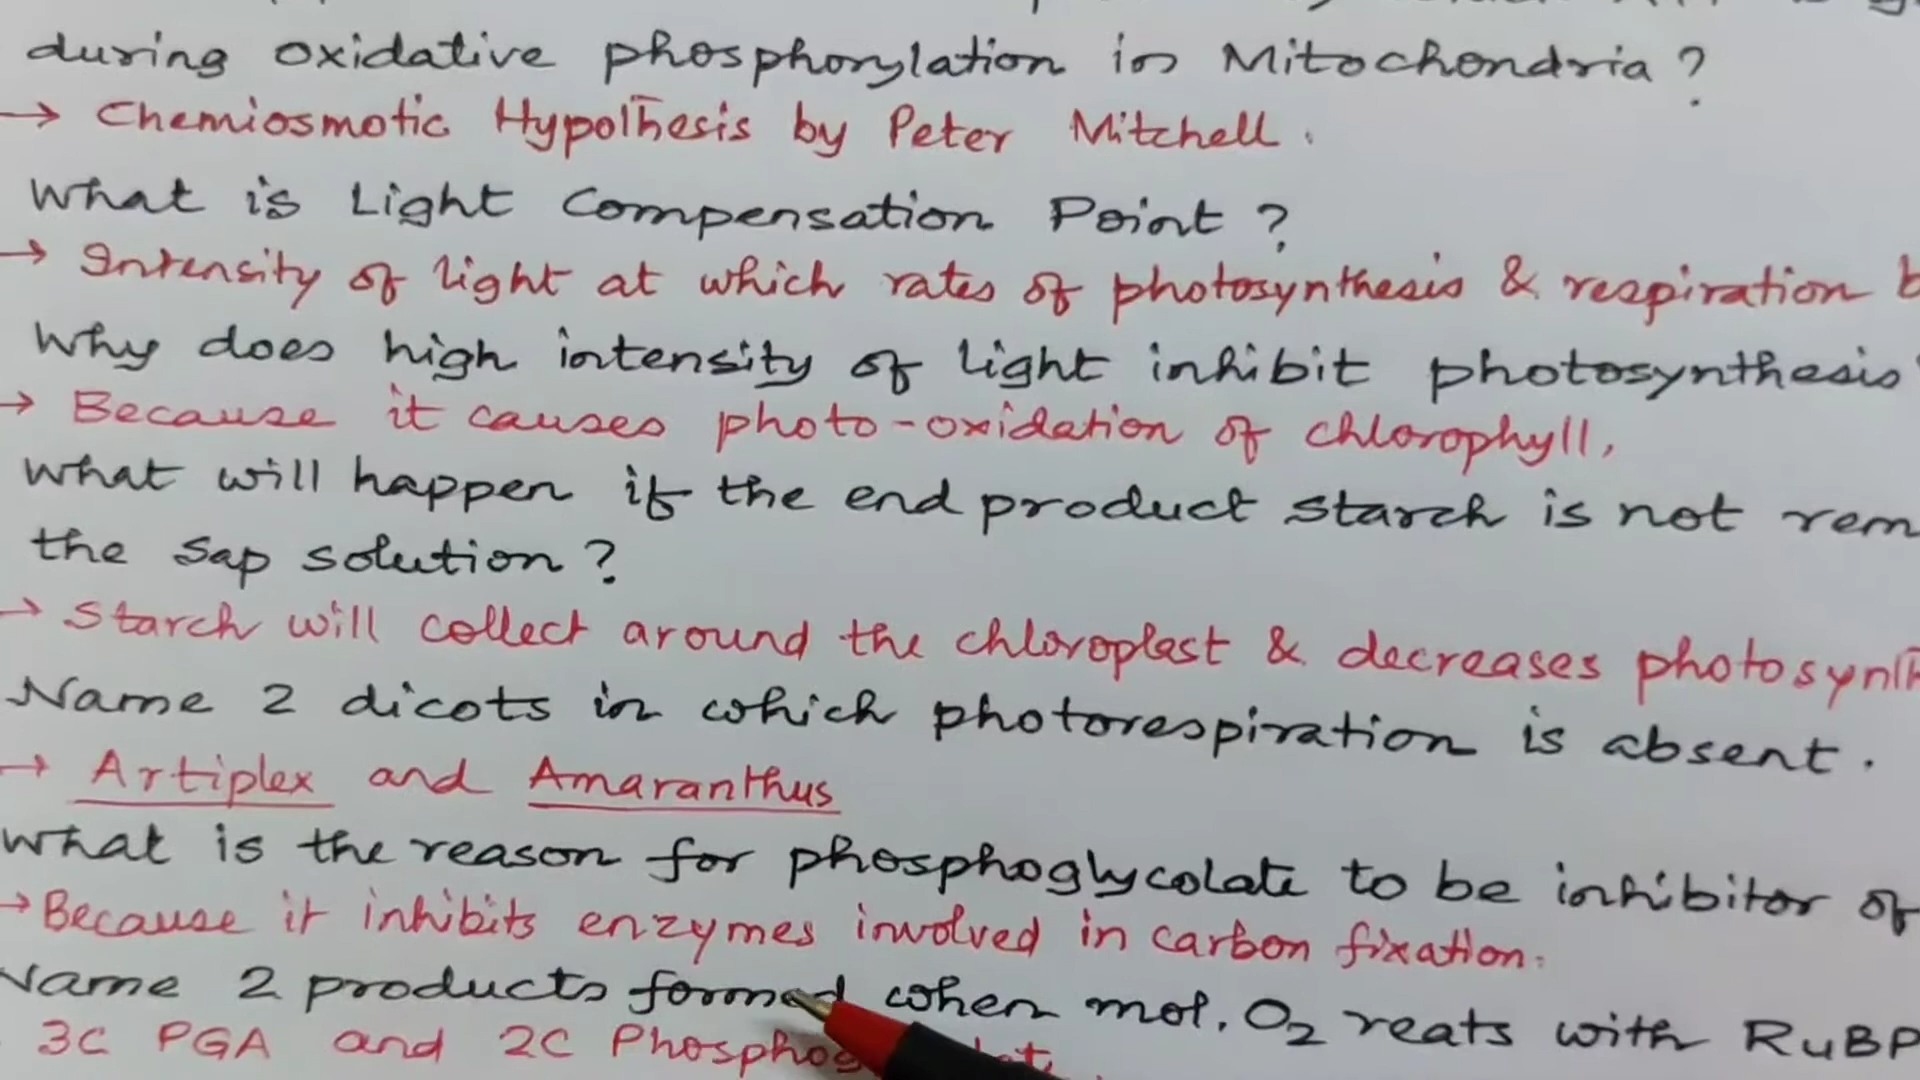 during oxidative phosphorylation in Mitochondria?
→ Chemiosmotic Hypothesis by Peter Mitchell.
What is Light Compensation Point?
→ Intensity of light at which rates of photosynthesis & respiration b
Why does high intensity of light inhibit photosynthesis
→ Because it causes photo-oxidation of chlorophyll,
What will happen if the end product starch is not rem
the sap solution?
→ Starch will collect around the chloroplast & decreases photosynth
Name 2 dicots in which photorespiration is absent.
→ Artiplex and Amaranthus
What is the reason for phosphoglycolate to be inhibitor of
→ Because it inhibits enzymes involved in carbon fixation.
Name 2 products formed when mol. O2 reats with RuBP
3C PGA and 2C